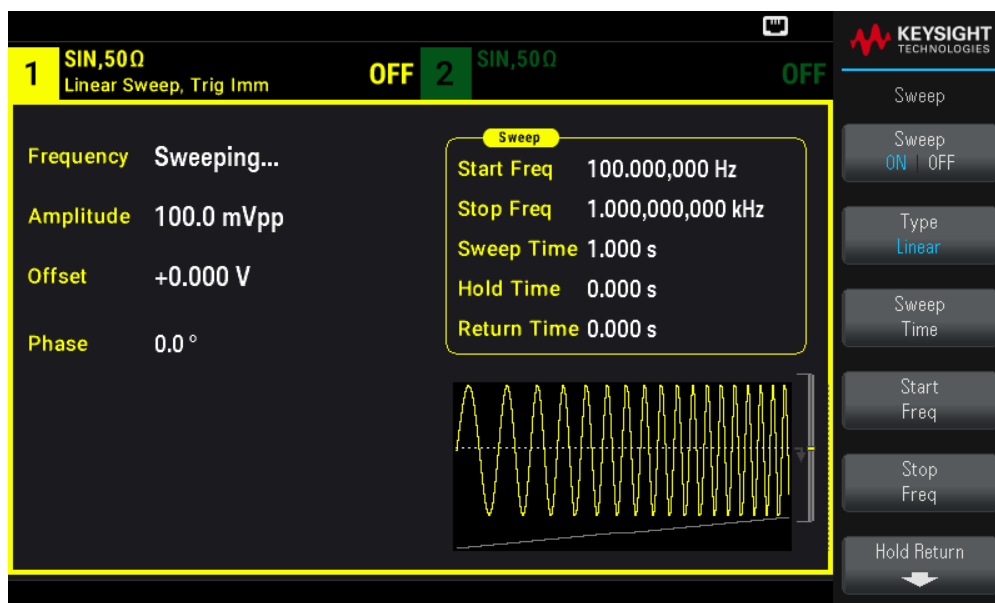 KEYSIGHT
TECHNOLOGIES
1
SIN,50Ω
Linear Sweep, Trig Imm
OFF
2
SIN,50Ω
OFF
Frequency Sweeping...
Amplitude 100.0 mVpp
Offset +0.000 V
Phase 0.0 °
Sweep
Start Freq 100.000,000 Hz
Stop Freq 1.000,000,000 kHz
Sweep Time 1.000 s
Hold Time 0.000 s
Return Time 0.000 s
Sweep
Sweep
ON | OFF
Type
Linear
Sweep
Time
Start
Freq
Stop
Freq
Hold Return